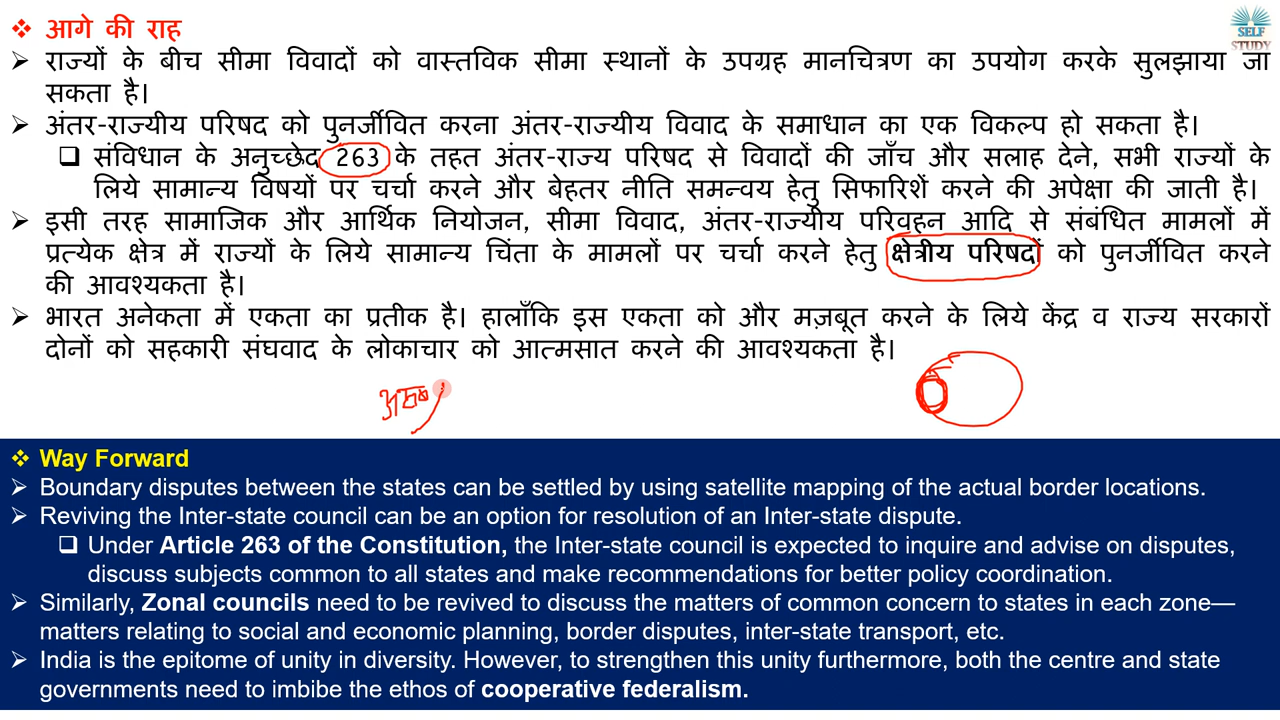 ❖ आगे की राह
SELF
STUDY
➢ राज्यों के बीच सीमा विवादों को वास्तविक सीमा स्थानों के उपग्रह मानचित्रण का उपयोग करके सुलझाया जा
सकता है।
➢ अंतर-राज्यीय परिषद को पुनर्जीवित करना अंतर-राज्यीय विवाद के समाधान का एक विकल्प हो सकता है।
❑ संविधान के अनुच्छेद 263 के तहत अंतर-राज्य परिषद से विवादों की जाँच और सलाह देने, सभी राज्यों के
लिये सामान्य विषयों पर चर्चा करने और बेहतर नीति समन्वय हेतु सिफारिशें करने की अपेक्षा की जाती है।
➢ इसी तरह सामाजिक और आर्थिक नियोजन, सीमा विवाद, अंतर-राज्यीय परिवहन आदि से संबंधित मामलों में
प्रत्येक क्षेत्र में राज्यों के लिये सामान्य चिंता के मामलों पर चर्चा करने हेतु क्षेत्रीय परिषदों को पुनर्जीवित करने
की आवश्यकता है।
➢ भारत अनेकता में एकता का प्रतीक है। हालाँकि इस एकता को और मज़बूत करने के लिये केंद्र व राज्य सरकारों
दोनों को सहकारी संघवाद के लोकाचार को आत्मसात करने की आवश्यकता है।
❖ Way Forward
➢ Boundary disputes between the states can be settled by using satellite mapping of the actual border locations.
➢ Reviving the Inter-state council can be an option for resolution of an Inter-state dispute.
❑ Under Article 263 of the Constitution, the Inter-state council is expected to inquire and advise on disputes,
discuss subjects common to all states and make recommendations for better policy coordination.
➢ Similarly, Zonal councils need to be revived to discuss the matters of common concern to states in each zone—
matters relating to social and economic planning, border disputes, inter-state transport, etc.
➢ India is the epitome of unity in diversity. However, to strengthen this unity furthermore, both the centre and state
governments need to imbibe the ethos of cooperative federalism.